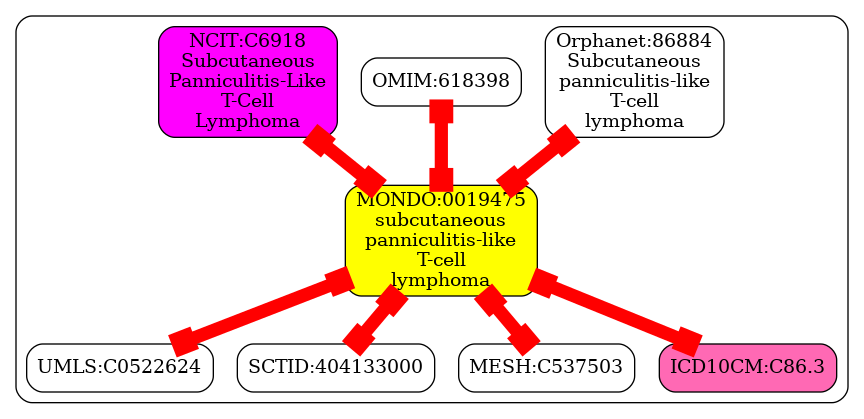 NCIT:C6918
Subcutaneous
Panniculitis-Like
T-Cell
Lymphoma
OMIM:618398
Orphanet:86884
Subcutaneous
panniculitis-like
T-cell
lymphoma
MONDO:0019475
subcutaneous
panniculitis-like
T-cell
lymphoma
UMLS:C0522624
SCTID:404133000
MESH:C537503
ICD10CM:C86.3